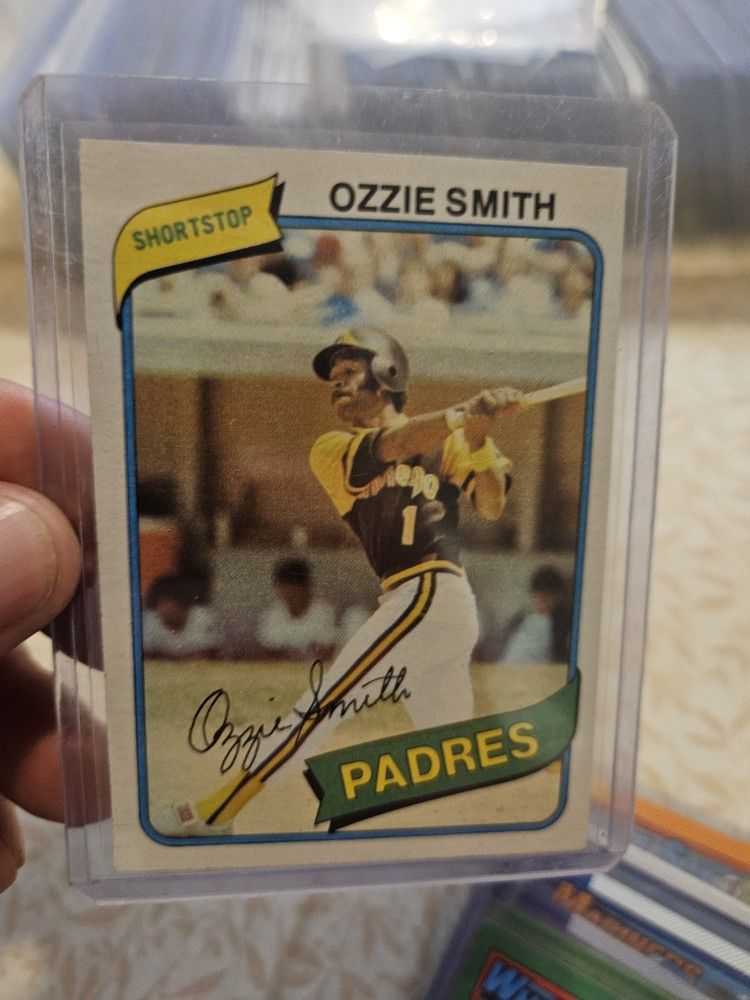 OZZIE SMITH
SHORTSTOP
1
Ozzie Smith
PADRES